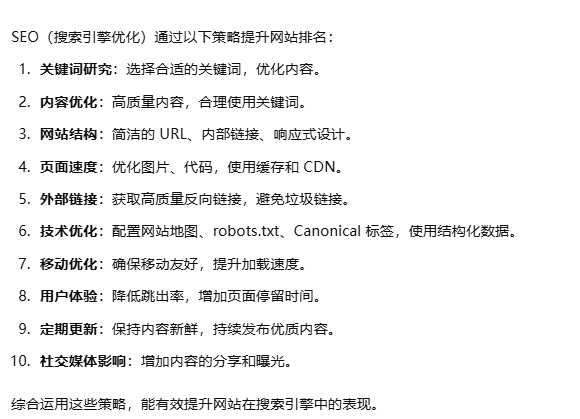 SEO（搜索引擎优化）通过以下策略提升网站排名：
1. 关键词研究：选择合适的关键词，优化内容。
2. 内容优化：高质量内容，合理使用关键词。
3. 网站结构：简洁的 URL、内部链接、响应式设计。
4. 页面速度：优化图片、代码，使用缓存和 CDN。
5. 外部链接：获取高质量反向链接，避免垃圾链接。
6. 技术优化：配置网站地图、robots.txt、Canonical 标签，使用结构化数据。
7. 移动优化：确保移动友好，提升加载速度。
8. 用户体验：降低跳出率，增加页面停留时间。
9. 定期更新：保持内容新鲜，持续发布优质内容。
10. 社交媒体影响：增加内容的分享和曝光。
综合运用这些策略，能有效提升网站在搜索引擎中的表现。